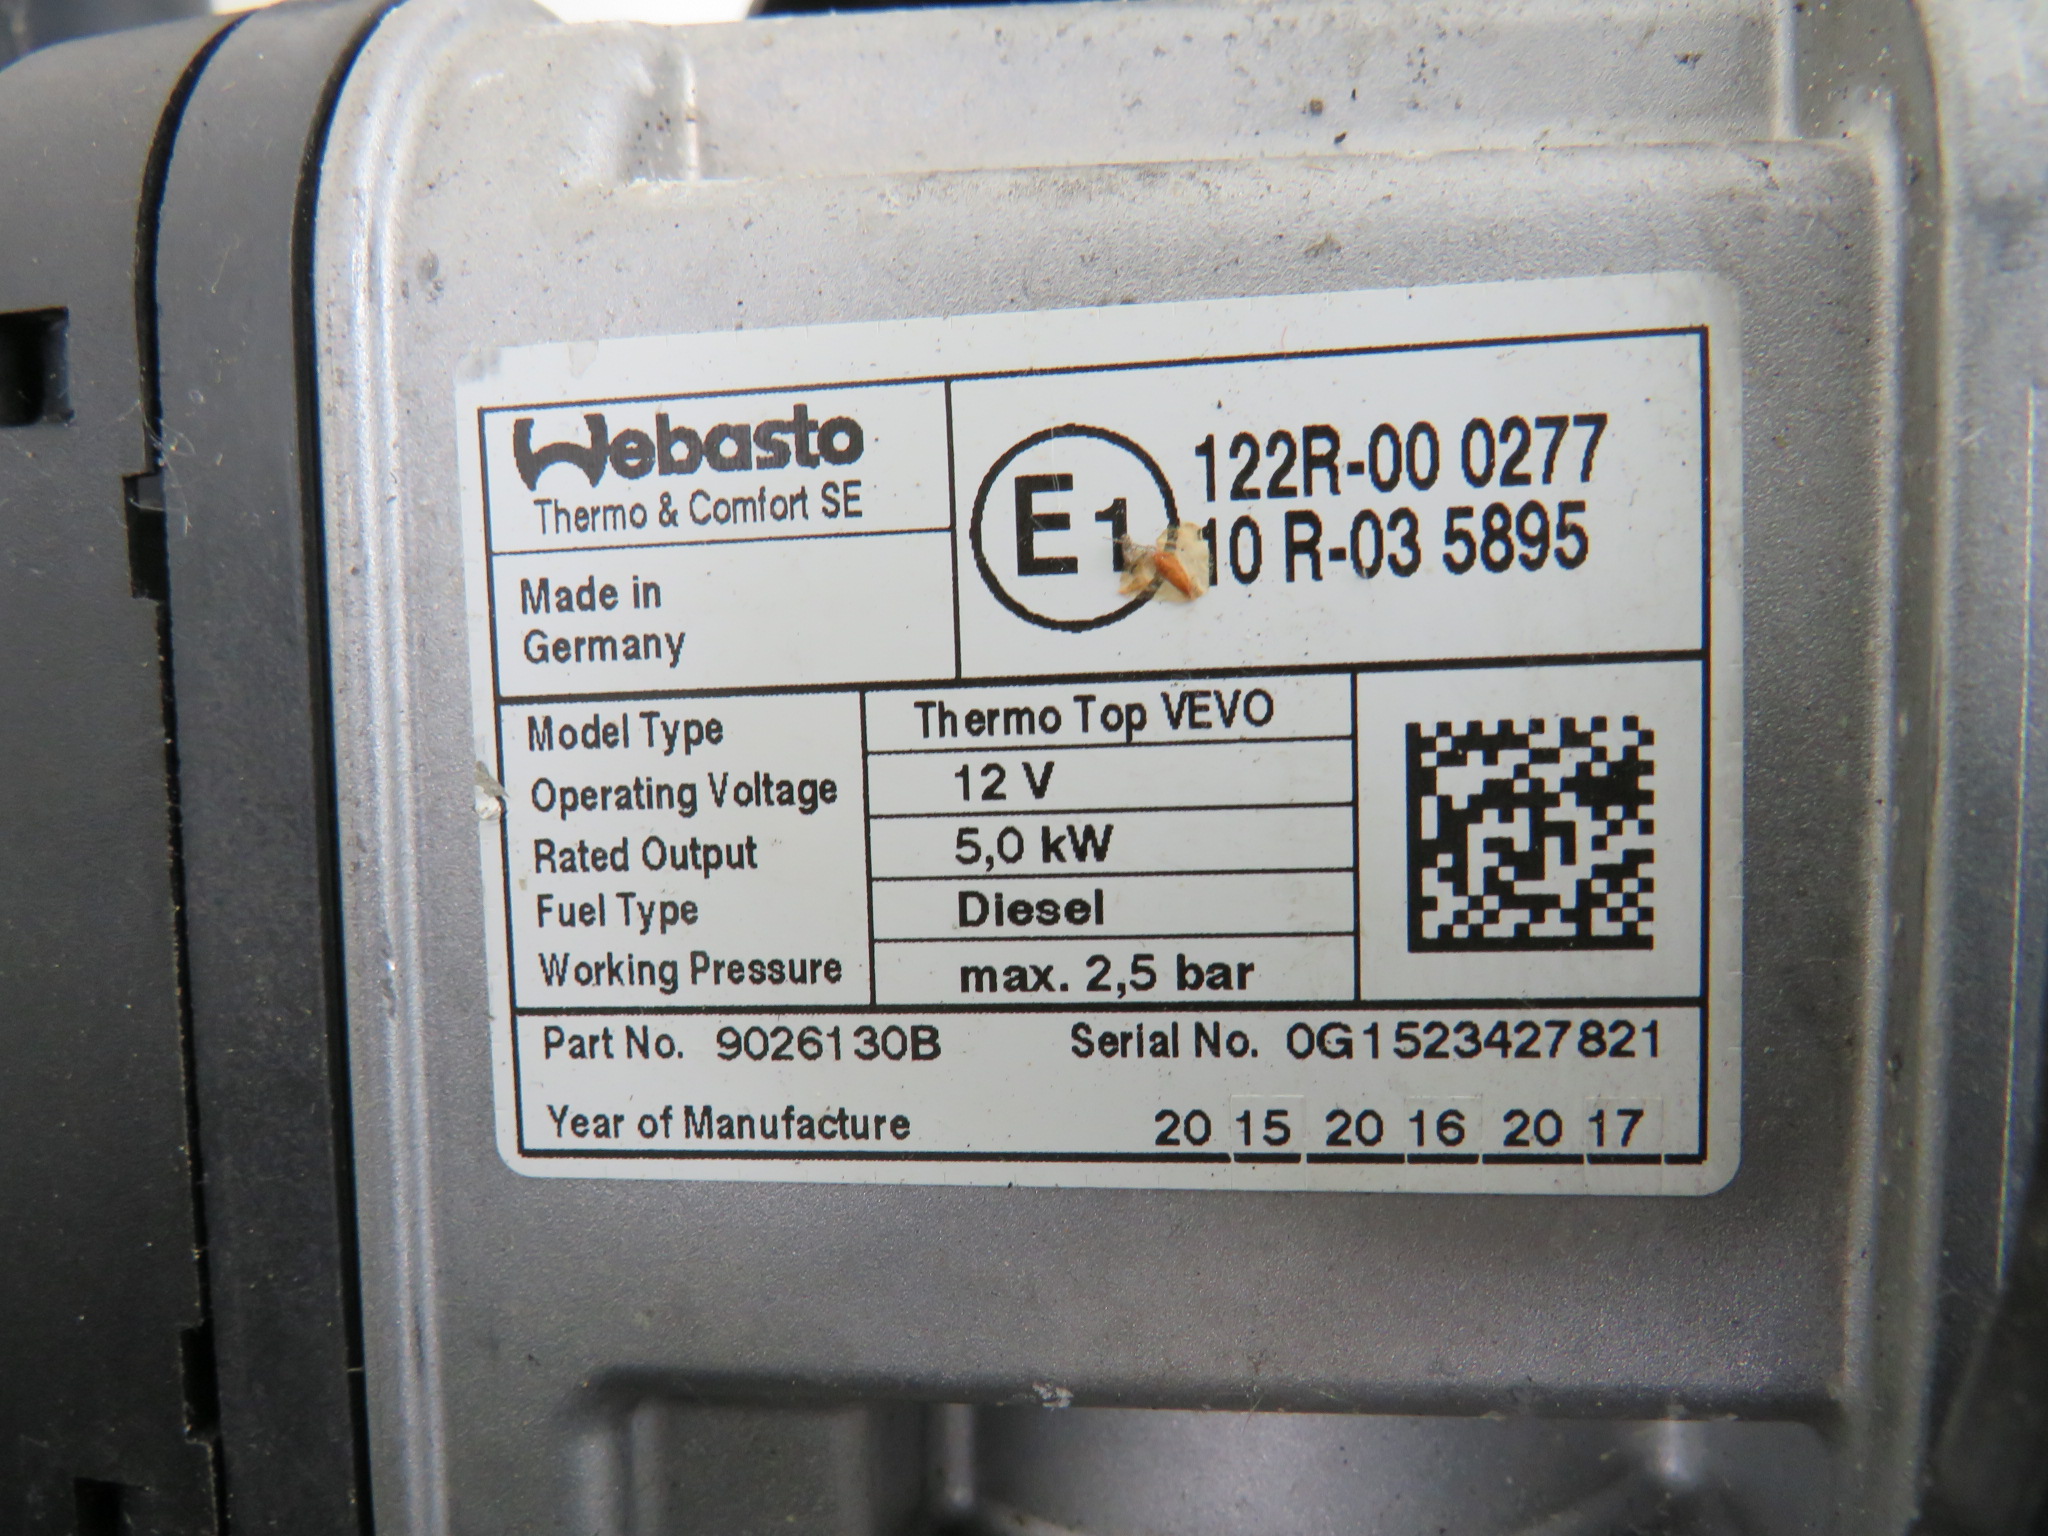 Webasto
Thermo & Comfort SE
Made in
Germany
E1
122R-00 0277
10 R-03 5895
Model Type Thermo Top VEVO
Operating Voltage 12 V
Rated Output 5,0 kW
Fuel Type Diesel
Working Pressure max. 2,5 bar
Part No. 9026130B Serial No. 0G1523427821
Year of Manufacture 20 15 20 16 20 17